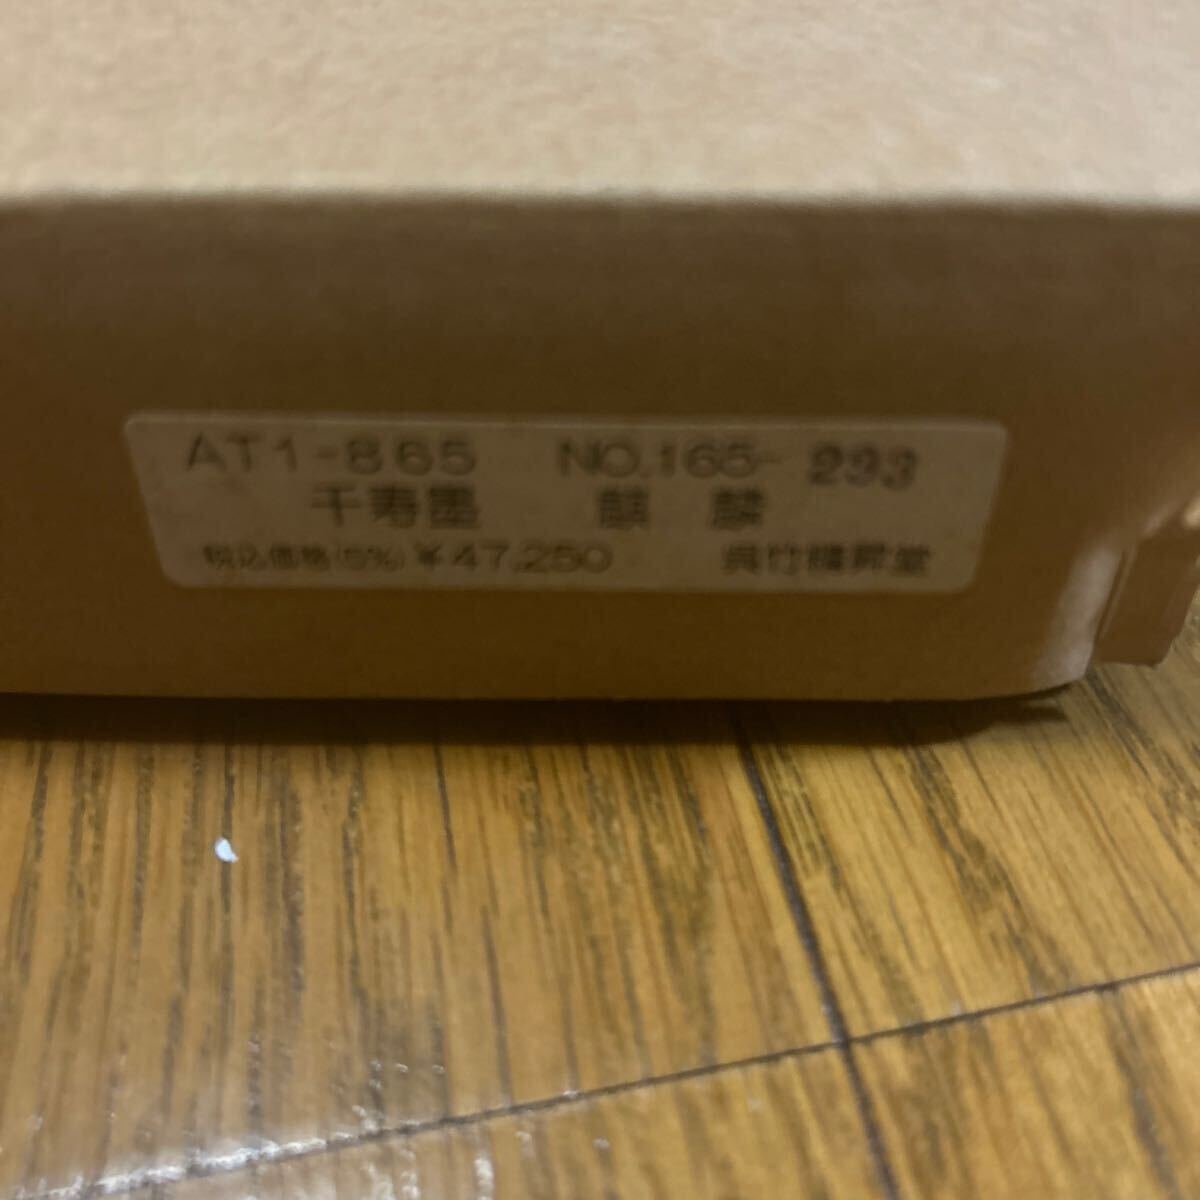 AT1-865 NO.165-293
千寿墨 麒麟
税込価格(5%)¥47,250 呉竹精昇堂